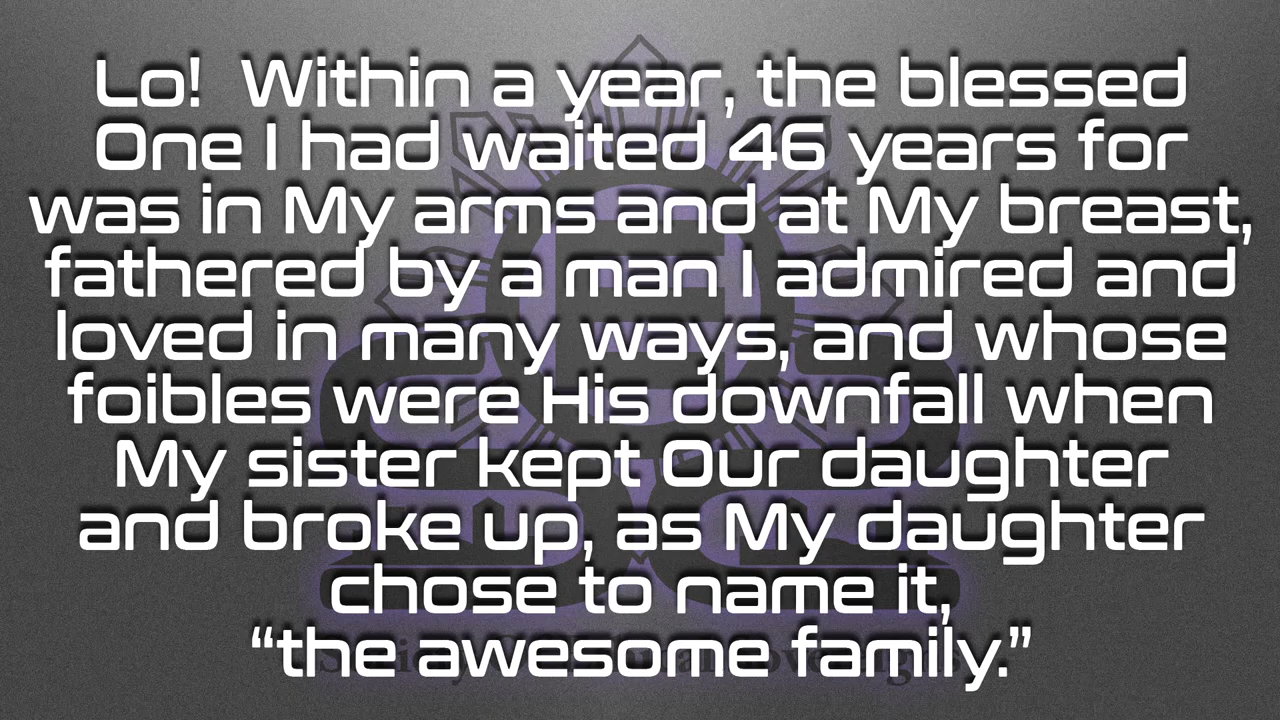 Lo!  Within a year, the blessed
One I had waited 46 years for
was in My arms and at My breast,
fathered by a man I admired and
loved in many ways, and whose
foibles were His downfall when
My sister kept Our daughter
and broke up, as My daughter
chose to name it,
“the awesome family.”